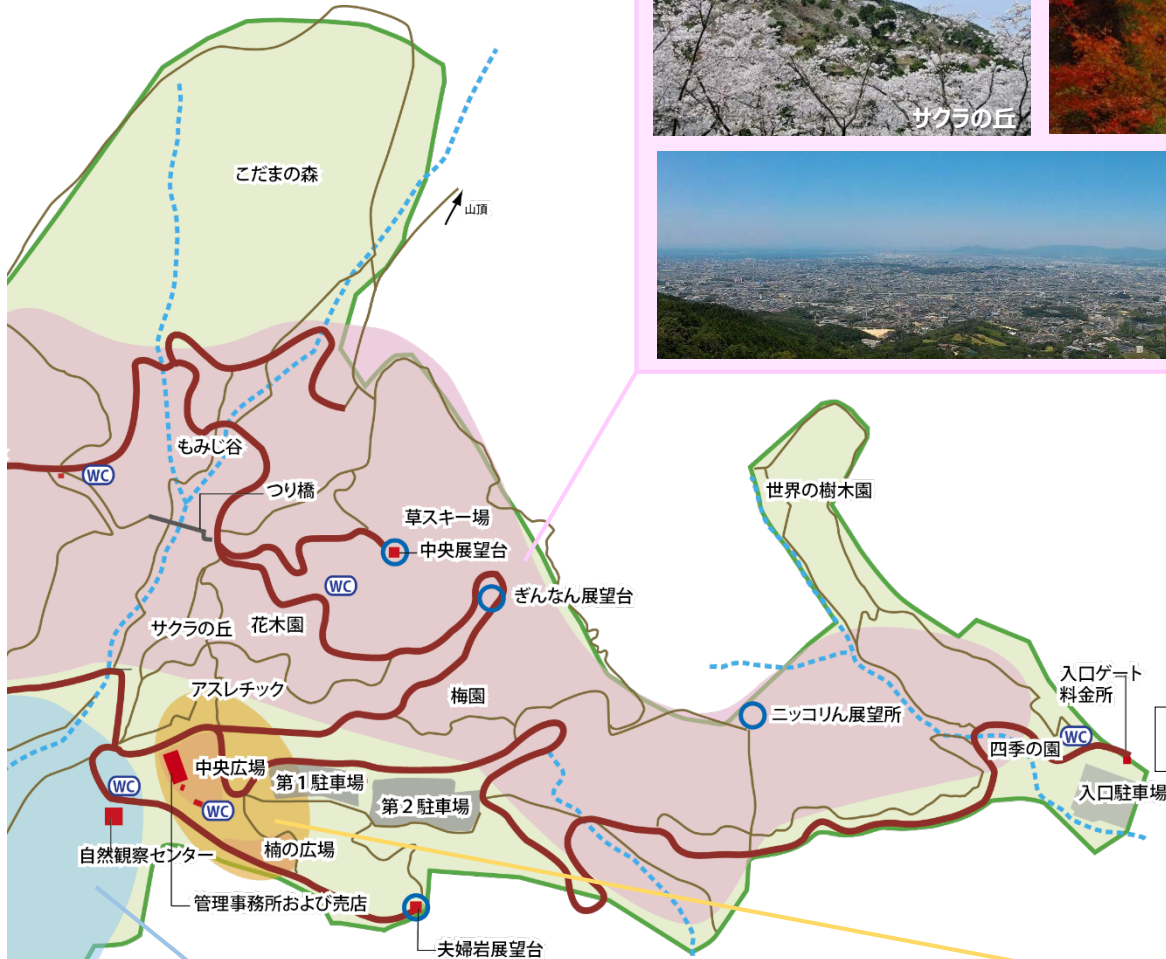 サクラの丘
こだまの森
山頂
もみじ谷
WC
つり橋
世界の樹木園
草スキー場
中央展望台
WC
ぎんなん展望台
花木園
サクラの丘
アスレチック
梅園
ニッコりん展望所
入口ゲート
料金所
WC
四季の園
中央広場
第1駐車場
WC
第2駐車場
入口駐車場
WC
楠の広場
自然観察センター
管理事務所および売店
夫婦岩展望台